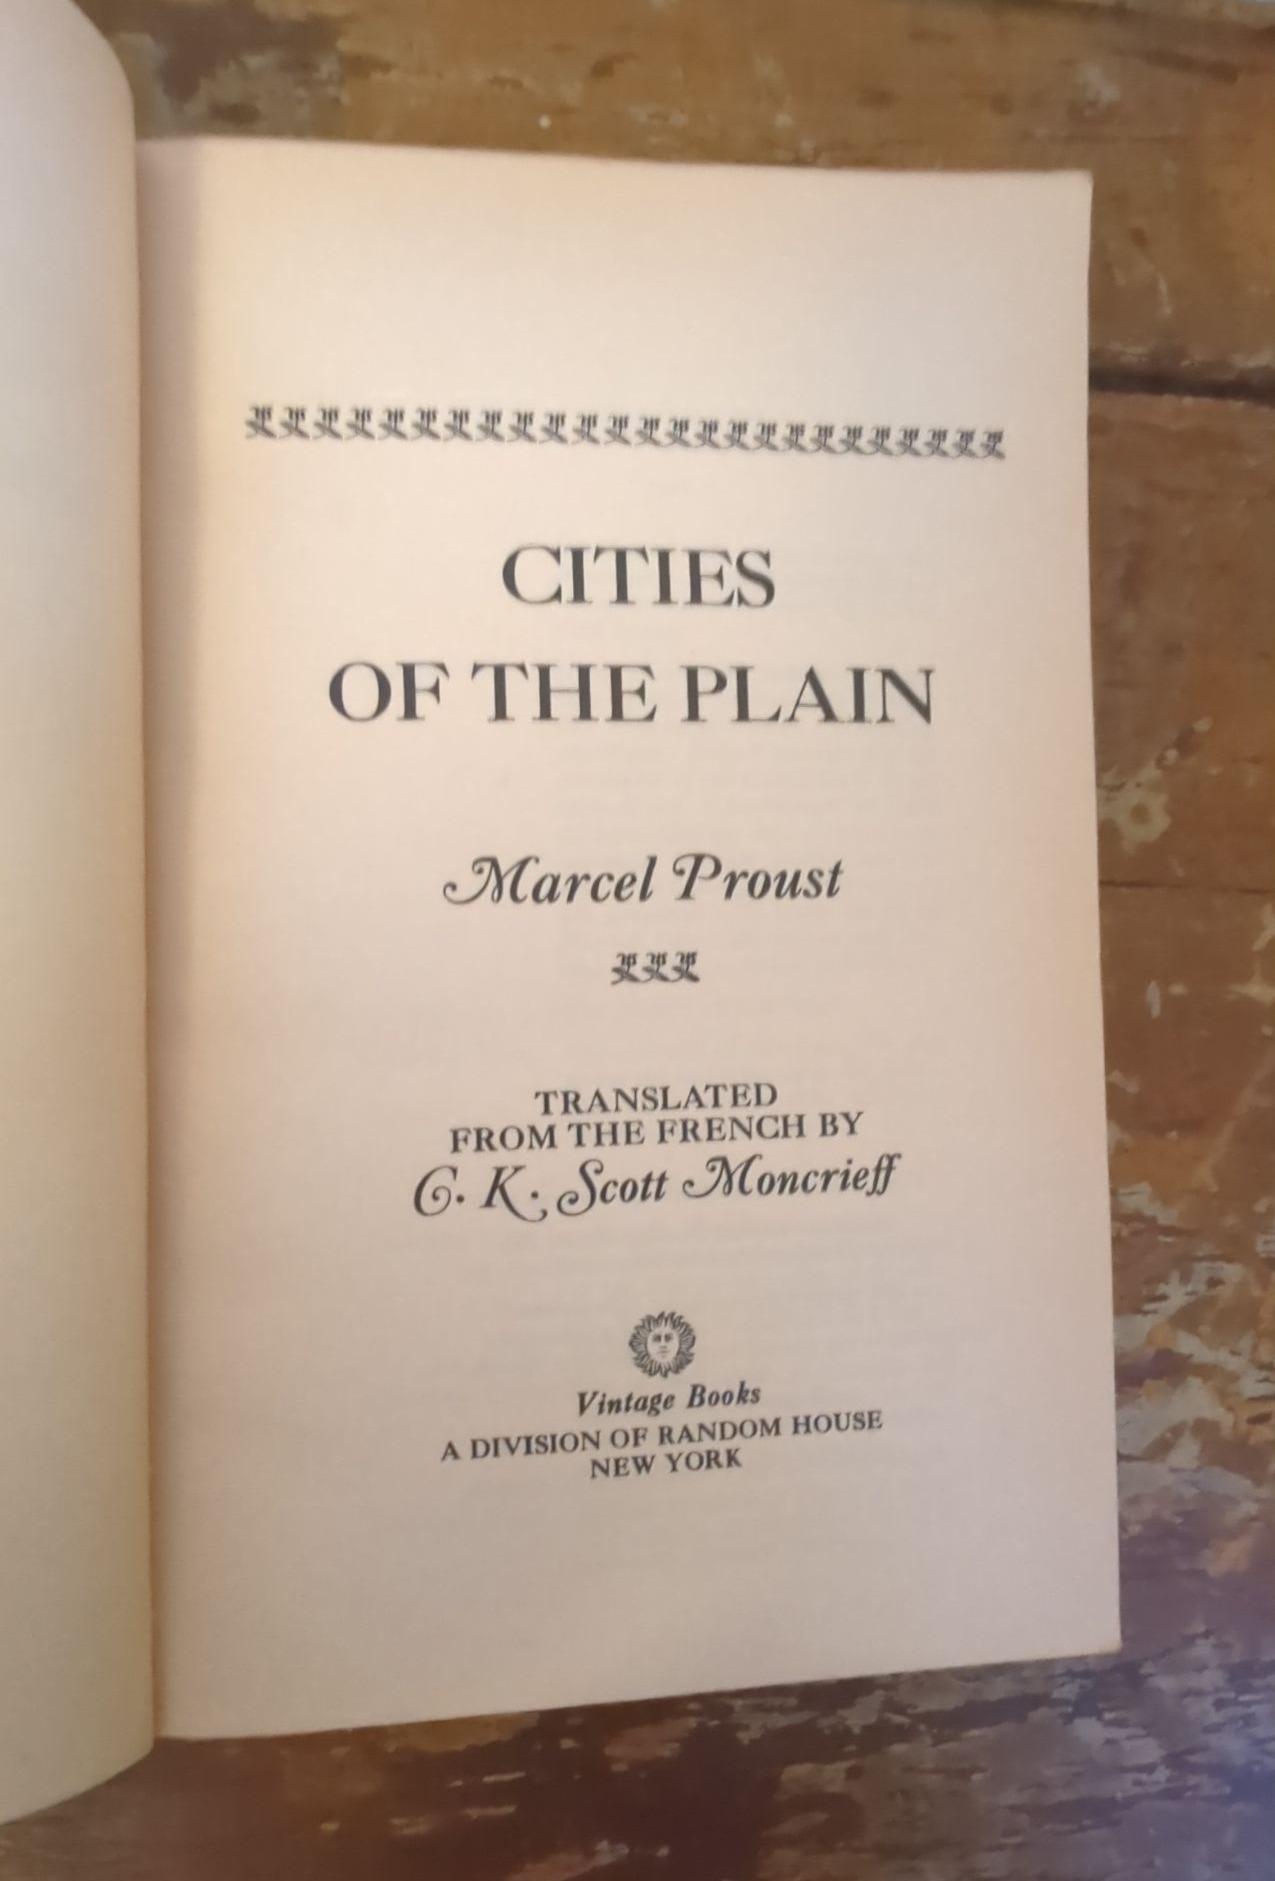 CITIES
OF THE PLAIN
Marcel Proust
TRANSLATED
FROM THE FRENCH BY
C. K. Scott Moncrieff
Vintage Books
A DIVISION OF RANDOM HOUSE
NEW YORK